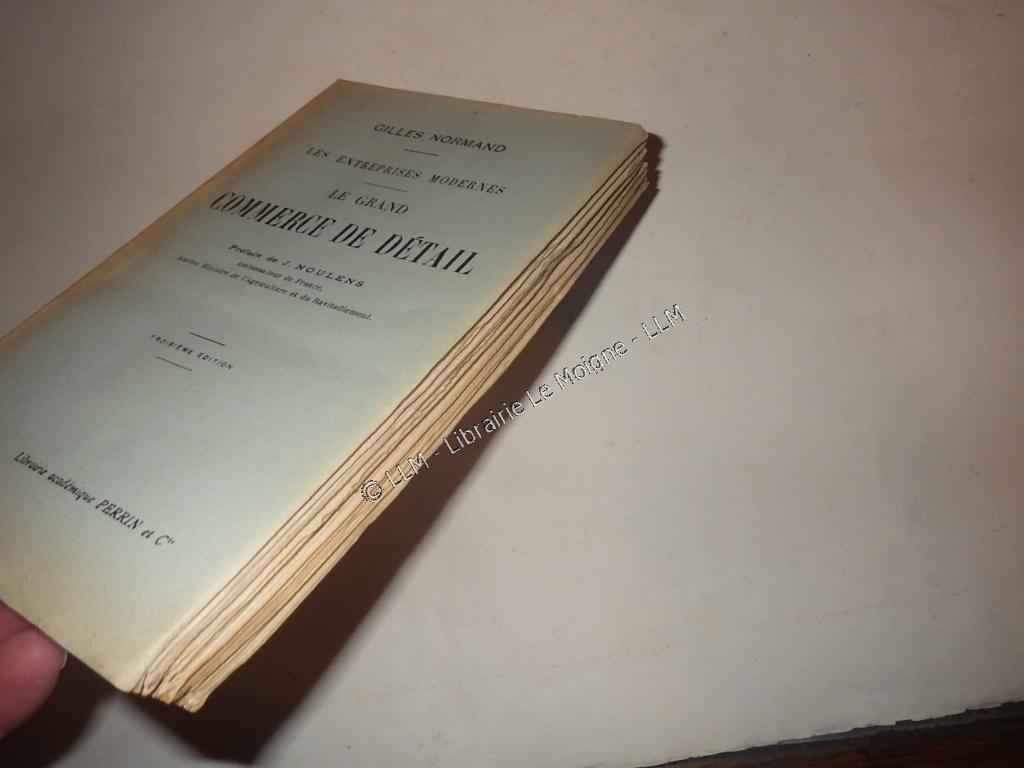 GILLES NORMAND
LES ENTREPRISES MODERNES
LE GRAND
COMMERCE DE DÉTAIL
Préface de J. NOULENS
Ambassadeur de France,
Ancien Ministre de l'Agriculture et du Ravitaillement.
TROISIÈME ÉDITION
Librairie académique PERRIN et Cie
© LLM - Librairie Le Moigne - LLM